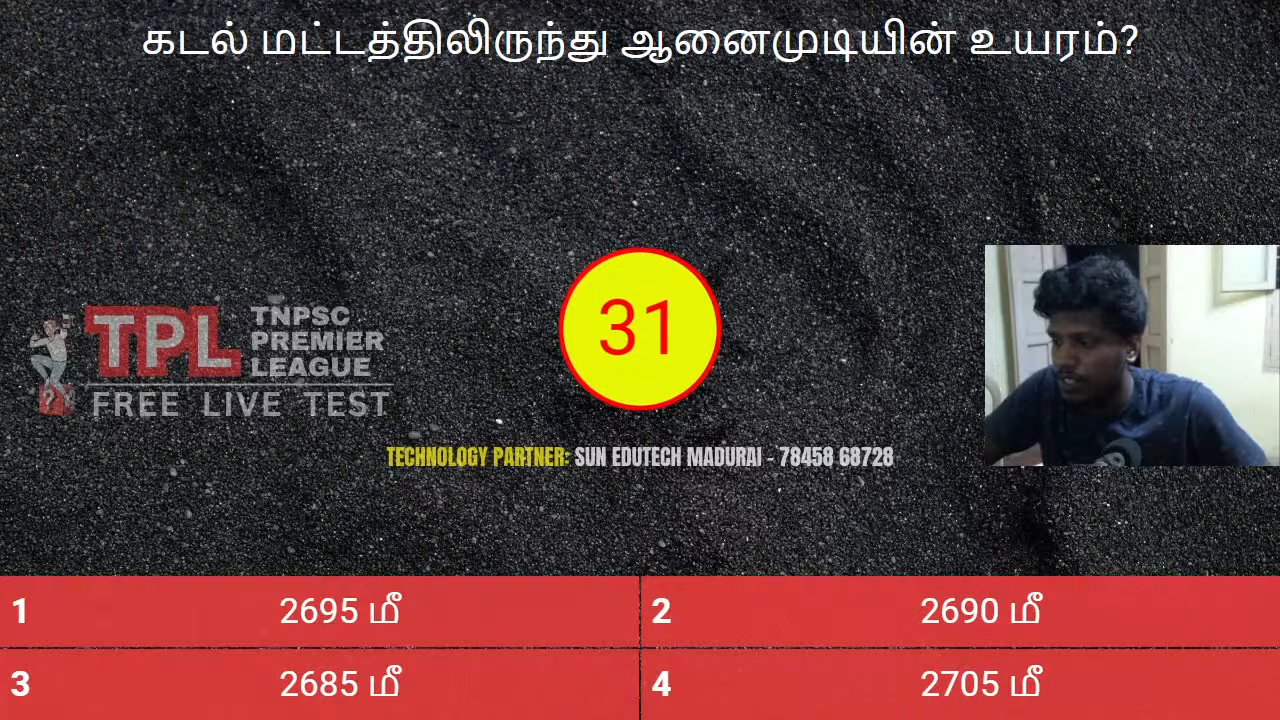 கடல் மட்டத்திலிருந்து ஆனைமுடியின் உயரம்?
31
TPL TNPSC PREMIER LEAGUE
FREE LIVE TEST
TECHNOLOGY PARTNER: SUN EDUTECH MADURAI - 78458 68728
1 2695 மீ
2 2690 மீ
3 2685 மீ
4 2705 மீ